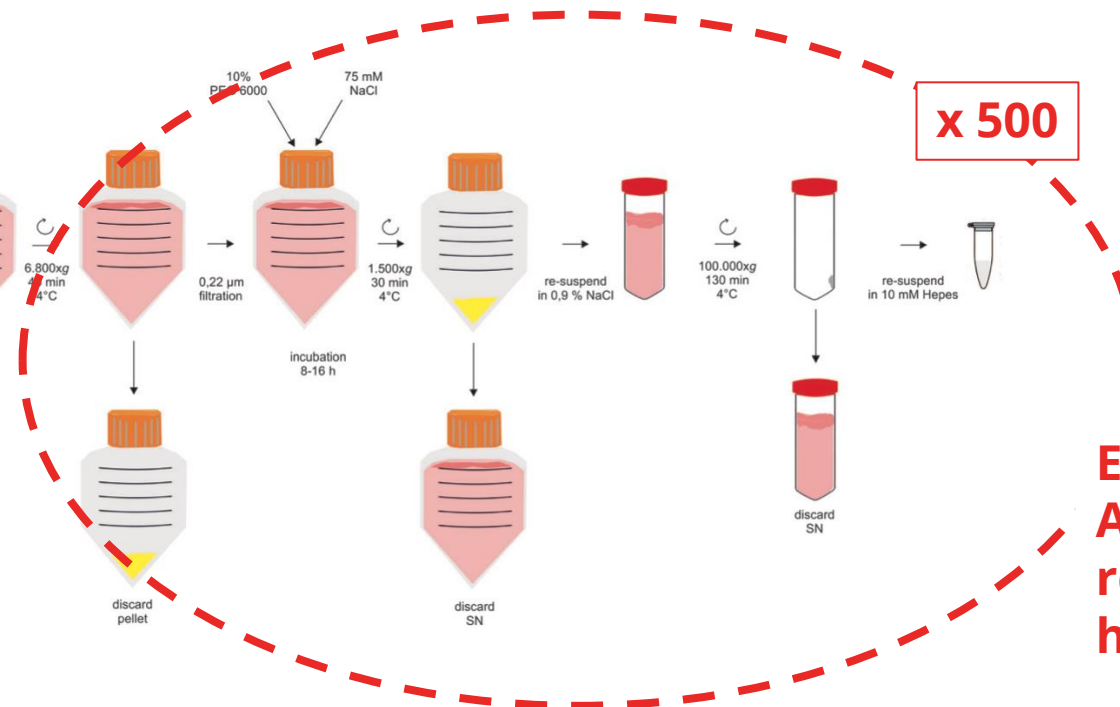 10%
6000
75 mM
NaCl
x 500
6.800xg
min
4°C
0,22 µm
filtration
incubation
8-16 h
1.500xg
30 min
4°C
re-suspend
in 0,9 % NaCl
100.000xg
130 min
4°C
re-suspend
in 10 mM Hepes
discard
pellet
discard
SN
discard
SN
E
A
r
h